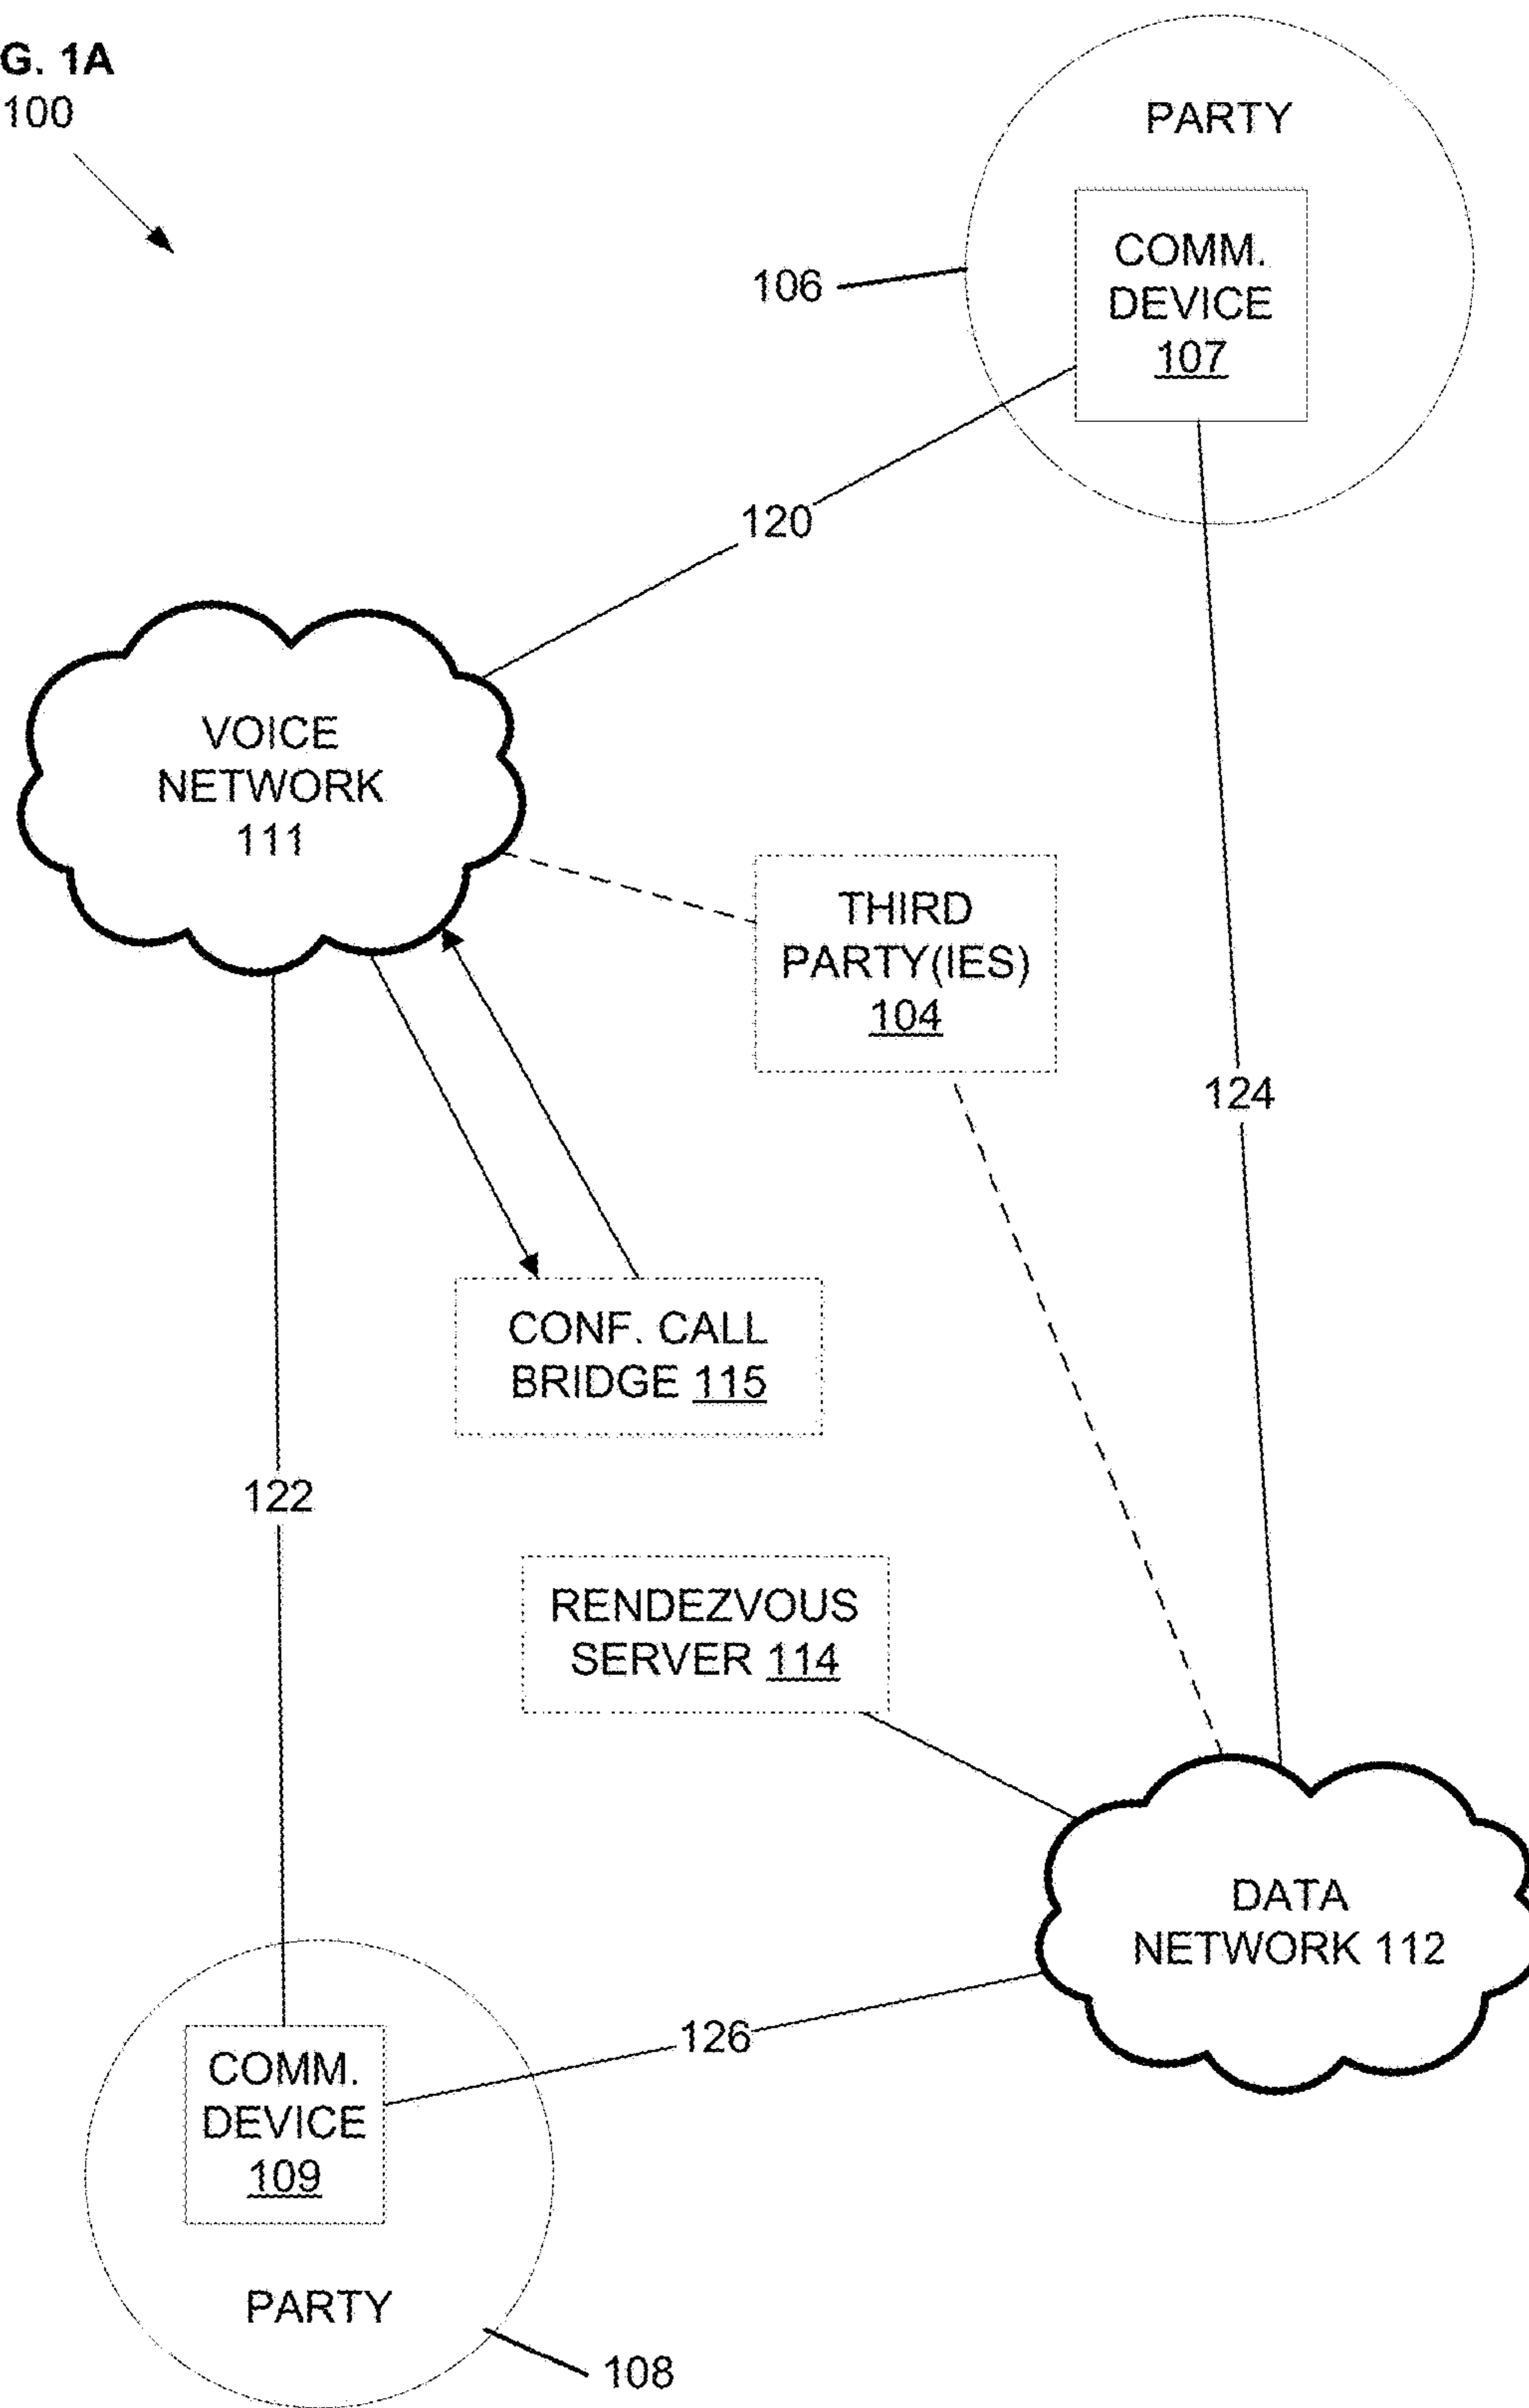 G. 1A
100
PARTY
COMM.
DEVICE
107
106
120
VOICE
NETWORK
111
THIRD
PARTY(IES)
104
124
CONF. CALL
BRIDGE 115
122
RENDEZVOUS
SERVER 114
DATA
NETWORK 112
126
COMM.
DEVICE
109
PARTY
108